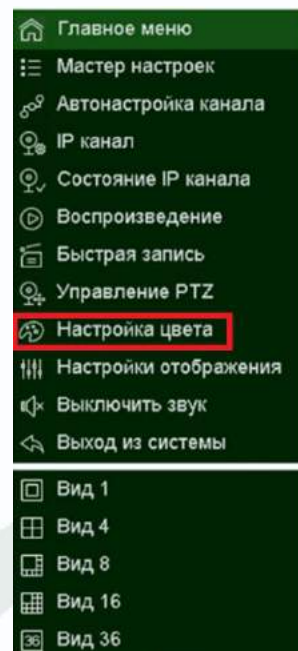 Главное меню
Мастер настроек
Автонастройка канала
IP канал
Состояние IP канала
Воспроизведение
Быстрая запись
Управление PTZ
Настройка цвета
Настройки отображения
Выключить звук
Выход из системы
Вид 1
Вид 4
Вид 8
Вид 16
36 Вид 36